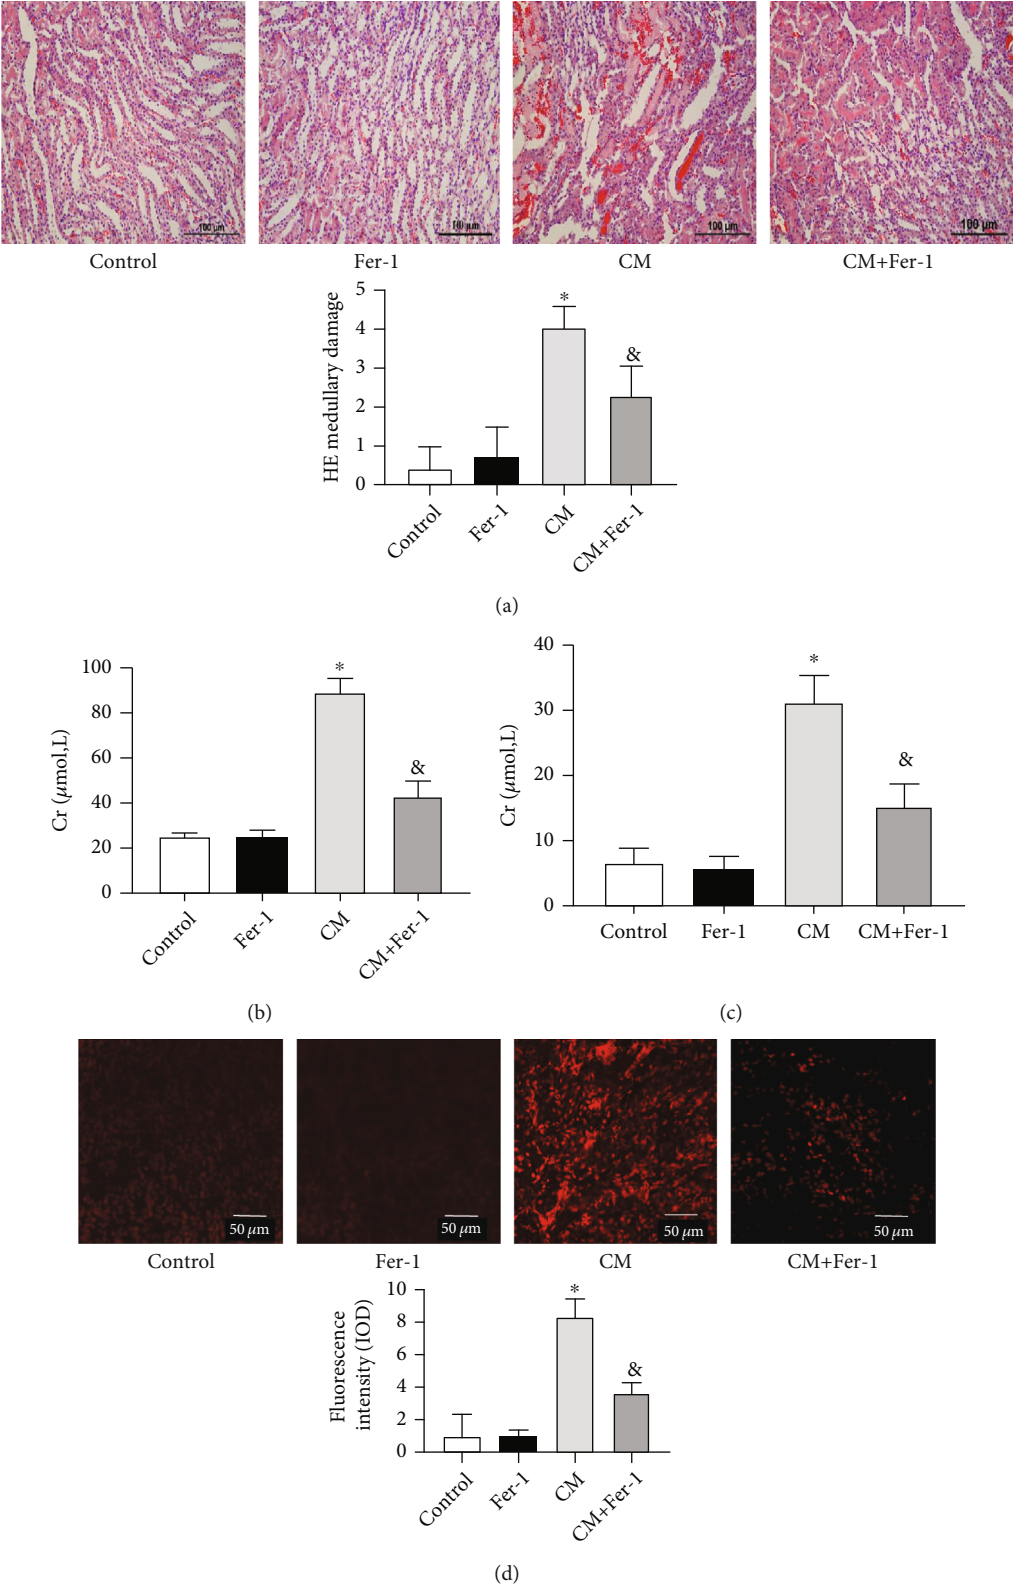 100 µm
100 µm
100 µm
100 µm
Control
Fer-1
CM
CM+Fer-1
HE medullary damage
5
4
3
2
1
0
*
&
Control
Fer-1
CM
CM+Fer-1
(a)
Cr (µmol,L)
100
80
60
40
20
0
*
&
Control
Fer-1
CM
CM+Fer-1
(b)
Cr (µmol,L)
40
30
20
10
0
*
&
Control
Fer-1
CM
CM+Fer-1
(c)
50 µm
50 µm
50 µm
50 µm
Control
Fer-1
CM
CM+Fer-1
Fluorescence
intensity (IOD)
10
8
6
4
2
0
*
&
Control
Fer-1
CM
CM+Fer-1
(d)